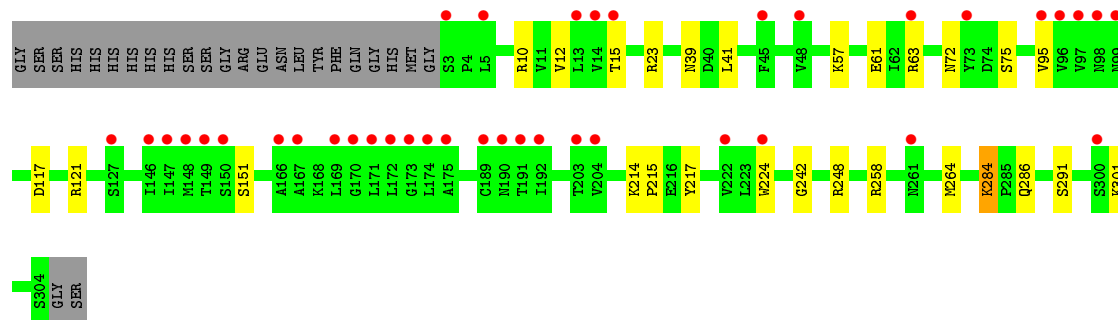 GLY SER SER HIS HIS HIS HIS HIS HIS SER SER GLY ARG GLU ASN LEU TYR PHE GLN GLY HIS MET GLY S3 P4 L5 R10 V11 V12 L13 V14 T15 R23 N39 D40 L41 F45 V48 K57 E61 I62 R63 N72 Y73 D74 S75 V95 V96 V97 N98 N99
D117 R121 S127 I146 I147 M148 T149 S150 S151 A166 A167 K168 L169 G170 L171 L172 G173 L174 A175 C189 N190 T191 I192 T203 V204 K214 P215 E216 Y217 V222 L223 W224 G242 R248 R258 N261 M264 K284 P285 Q286 S291 S300 K301
S304 GLY SER